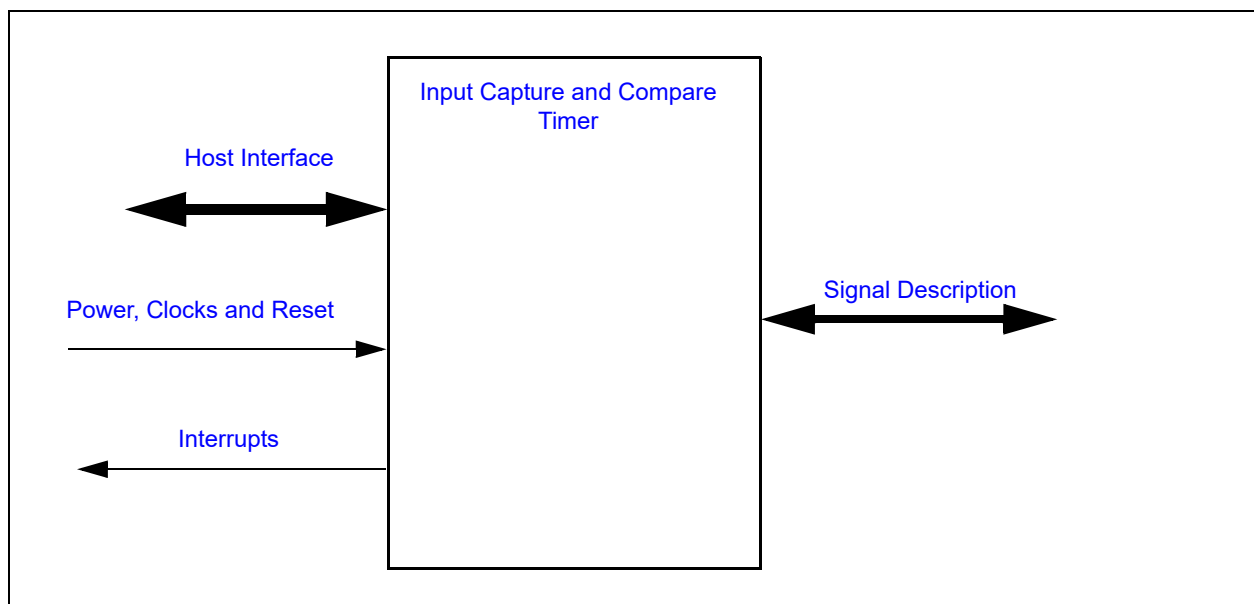 Input Capture and Compare
Timer
Host Interface
Signal Description
Power, Clocks and Reset
Interrupts